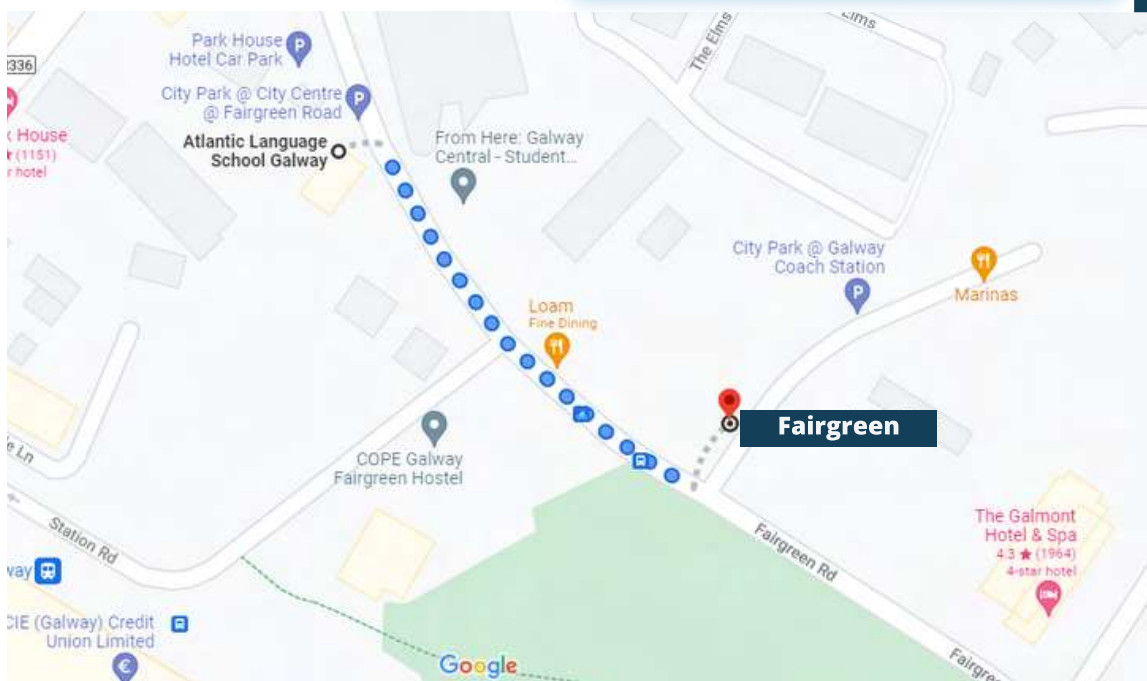 Park House
Hotel Car Park
The Elms
Elms
336
City Park @ City Centre
@ Fairgreen Road
P
P
House
(1151)
hotel
Atlantic Language
School Galway
From Here: Galway
Central - Student...
City Park @ Galway
Coach Station
P
Marinas
Loam
Fine Dining
Fairgreen
COPE Galway
Fairgreen Hostel
Ln
Station Rd
Fairgreen Rd
The Galmont
Hotel & Spa
4.3 ★ (1964)
4-star hotel
way
CIE (Galway) Credit
Union Limited
€
Google
Fairgre